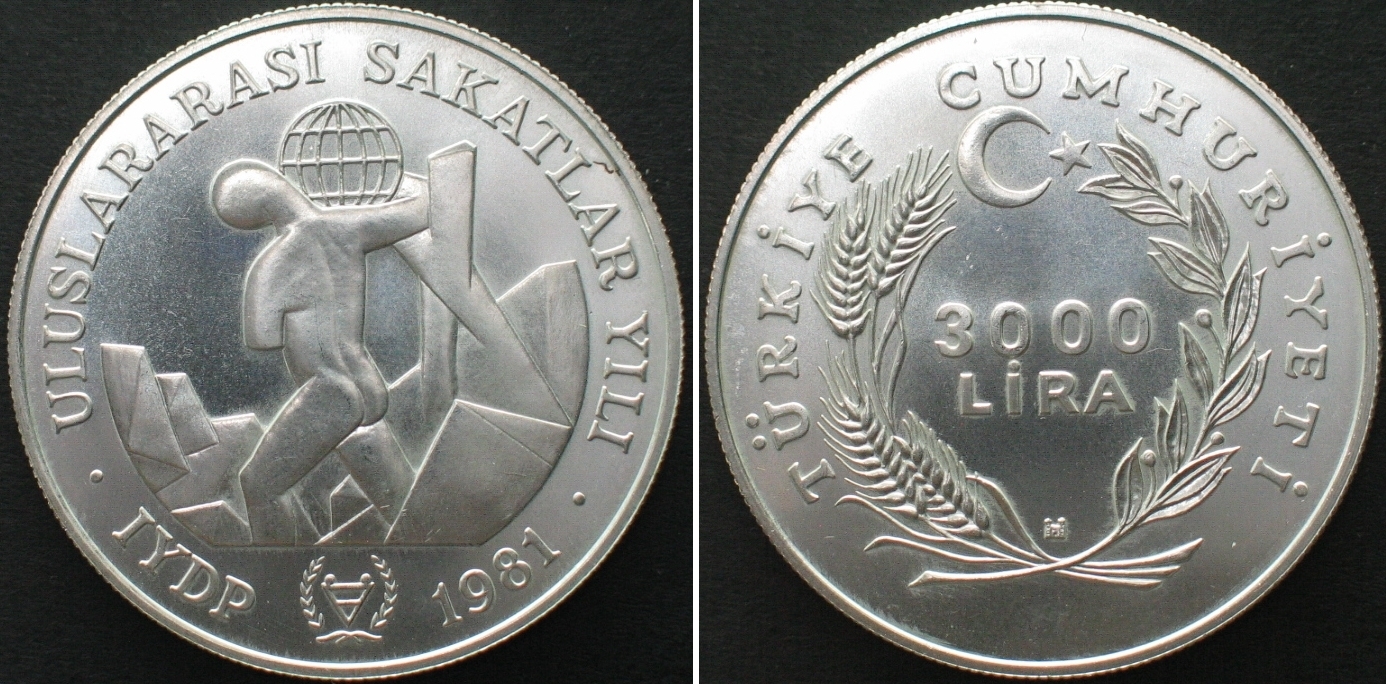 ULUSLARARASI SAKATLAR YILI
IYDP 1981
TÜRKİYE CUMHURİYETİ
3000
LİRA